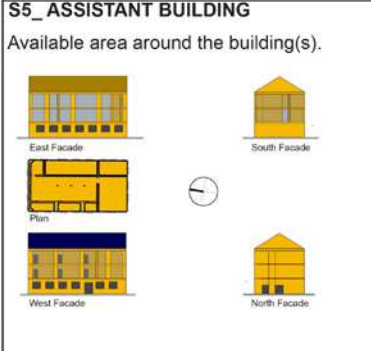 S5_ ASSISTANT BUILDING
Available area around the building(s).
East Facade
South Facade
Plan
West Facade
North Facade